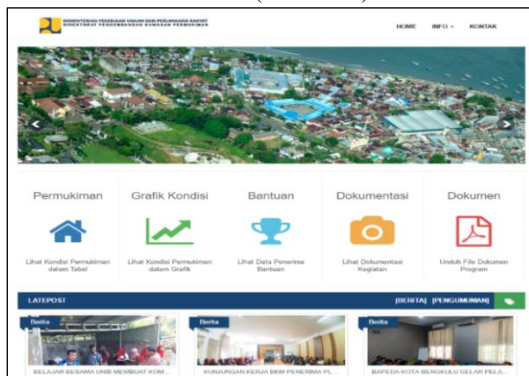 KEMENTERIAN PEKERJAAN UMUM DAN PERUMAHAN RAKYAT
DIREKTORAT PENGEMBANGAN KAWASAN PERMUKIMAN
HOME INFO KONTAK
Permukiman
Lihat Kondisi Permukiman
dalam Tabel
Grafik Kondisi
Lihat Kondisi Permukiman
dalam Grafik
Bantuan
Lihat Data Penerima
Bantuan
Dokumentasi
Lihat Dokumentasi
Kegiatan
Dokumen
Unduh File Dokumen
Program
LATEPOST [BERITA] [PENGUMUMAN]
Berita
BELAJAR BESAMA UNIB MEMBUAT KOM...
Berita
KUNJUNGAN KERJA BKM PENERIMA PL...
Berita
BAPEDA KOTA BENGKULU GELAR PELA...